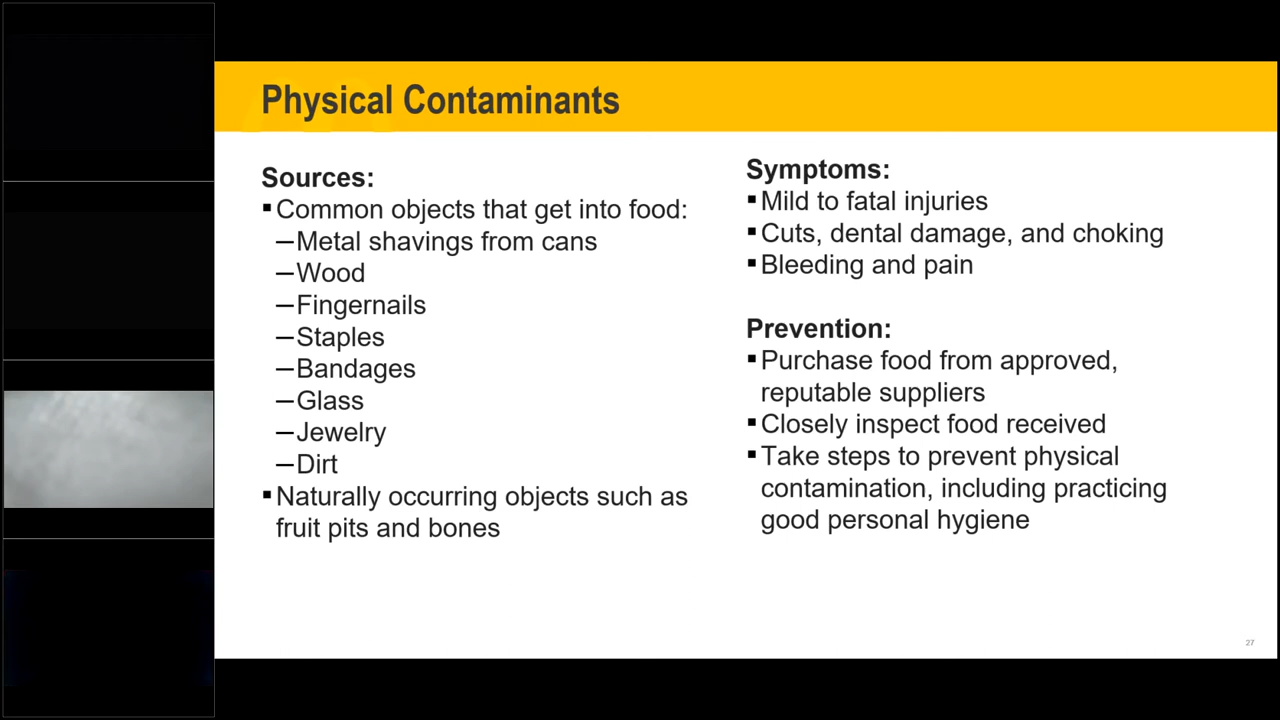 Physical Contaminants
Sources:
▪Common objects that get into food:
–Metal shavings from cans
–Wood
–Fingernails
–Staples
–Bandages
–Glass
–Jewelry
–Dirt
▪Naturally occurring objects such as
fruit pits and bones
Symptoms:
▪Mild to fatal injuries
▪Cuts, dental damage, and choking
▪Bleeding and pain
Prevention:
▪Purchase food from approved,
reputable suppliers
▪Closely inspect food received
▪Take steps to prevent physical
contamination, including practicing
good personal hygiene
27